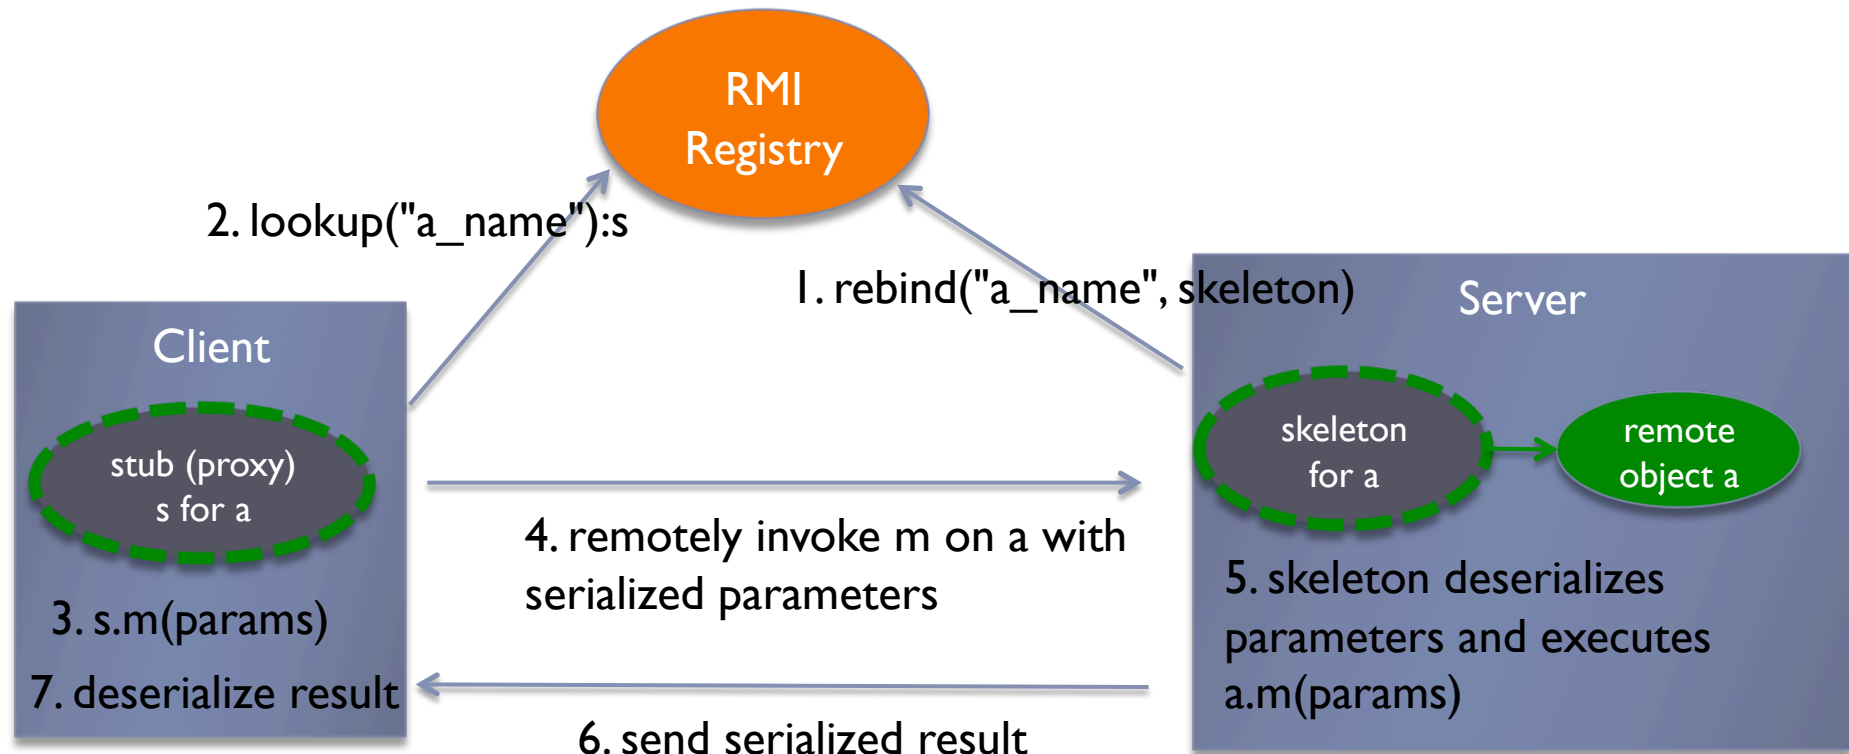 RMI
Registry
2. lookup("a_name"):s
1. rebind("a_name", skeleton)
Client
stub (proxy)
s for a
3. s.m(params)
7. deserialize result
4. remotely invoke m on a with
serialized parameters
6. send serialized result
Server
skeleton
for a
remote
object a
5. skeleton deserializes
parameters and executes
a.m(params)